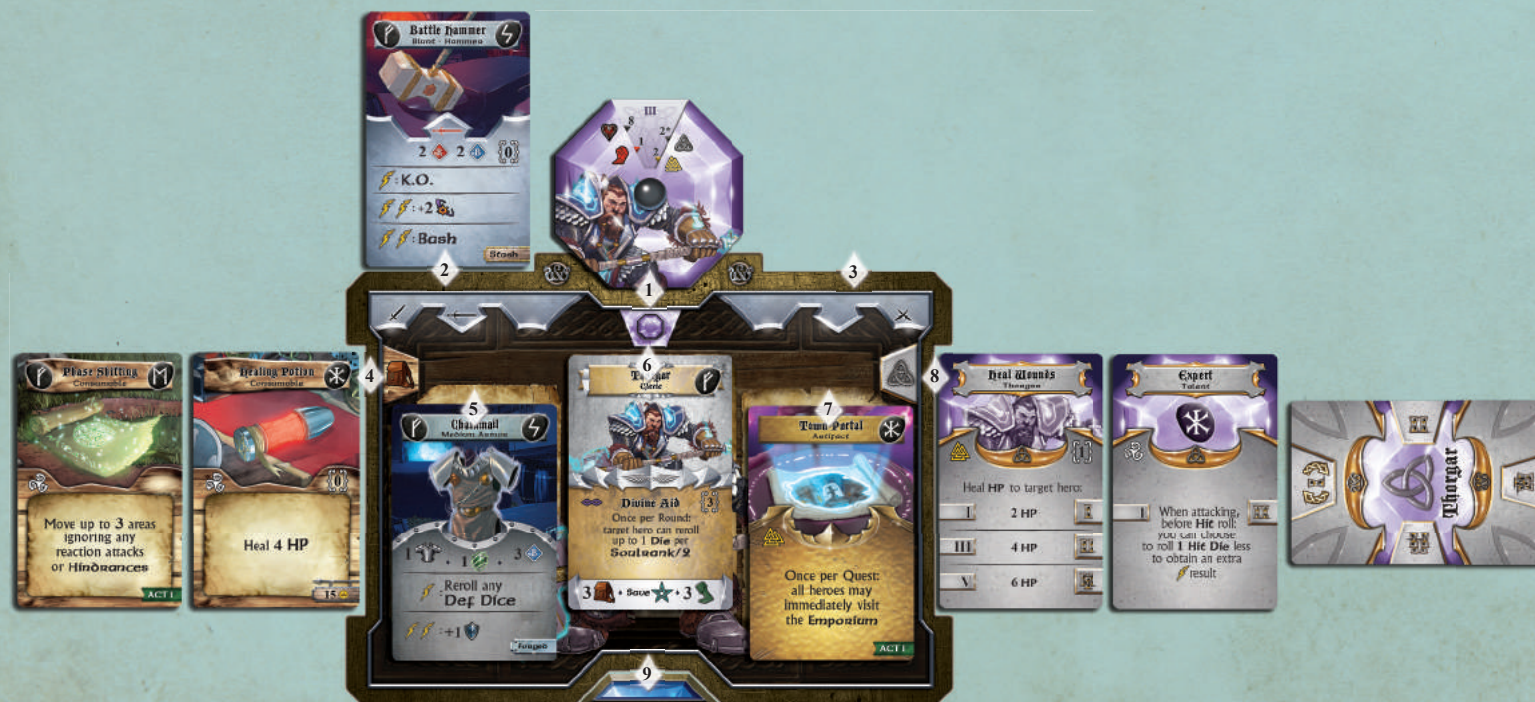 Battle Hammer
Blunt - Hammer
2 2 0
: K.O.
: +2
: Bash
Stash
2
III
8
2*
1
2
1
3
Phase Shifting
Consumable
Move up to 3 areas
ignoring any
reaction attacks
or Hindrances
ACT I
Healing Potion
Consumable
0
Heal 4 HP
15
4
5
Chainmail
Medium Armor
1 · 1 · 3
: Reroll any
Def Dice
: +1
Forged
6
Thorgar
Cleric
Divine Aid
3
Once per Round:
target hero can reroll
up to 1 Die per
Soulrank/2
3 · Save · 3
7
Town Portal
Artifact
Once per Quest:
all heroes may
immediately visit
the Emporium
ACT I
8
Heal Wounds
Thorgar
1
Heal HP to target hero:
I 2 HP
III 4 HP
V 6 HP
Expert
Talent
I
When attacking,
before Hit roll:
you can choose
to roll 1 Hit Die less
to obtain an extra
result
Thorgar
9